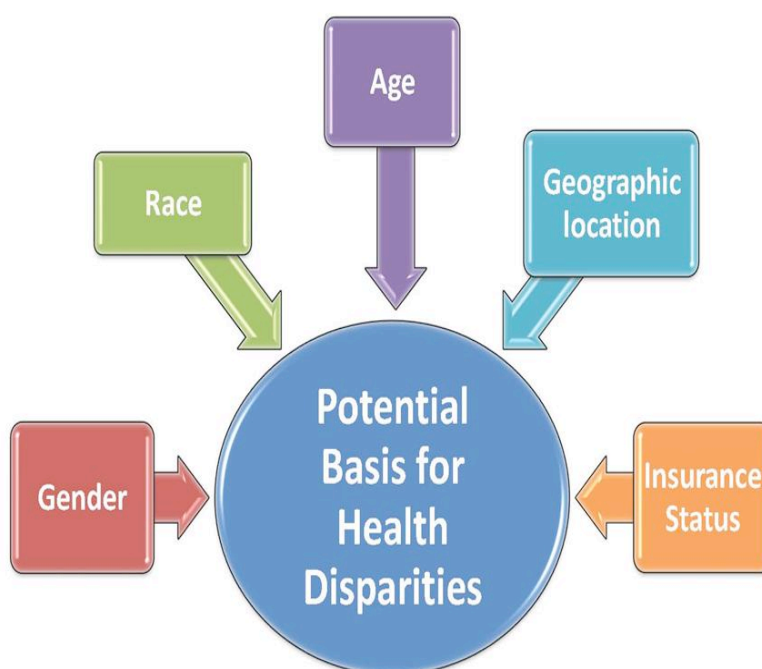 Age
Race
Geographic
location
Gender
Potential
Basis for
Health
Disparities
Insurance
Status